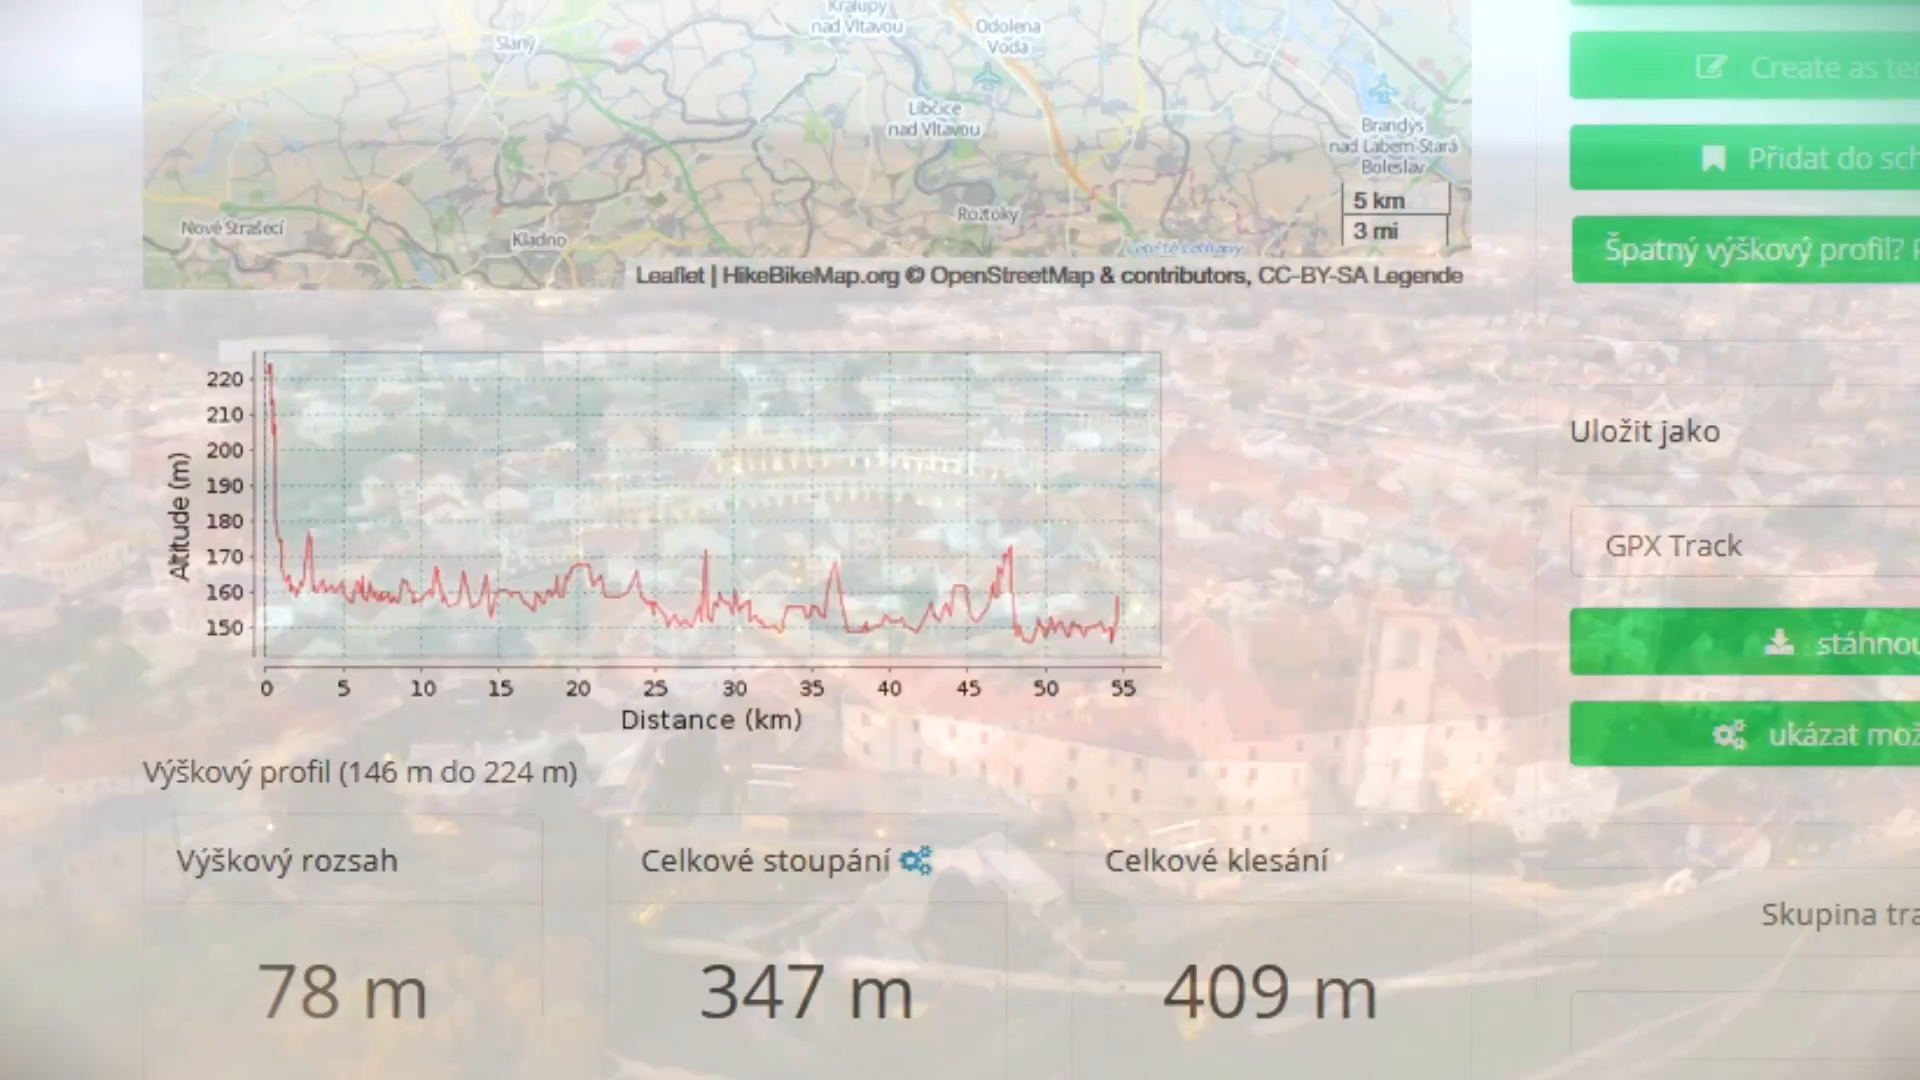 Kralupy
nad Vltavou
Odolena
Voda
Slaný
Create as te
Libčice
nad Vltavou
Brandýs
nad Labem-Stará
Boleslav
Přidat do sch
5 km
3 mi
Roztoky
Nové Strašecí
Kladno
Letiště Letňany
Špatný výškový profil?
Leaflet | HikeBikeMap.org © OpenStreetMap & contributors, CC-BY-SA Legende
220
210
200
190
180
170
160
150
Altitude (m)
0 5 10 15 20 25 30 35 40 45 50 55
Distance (km)
Uložit jako
GPX Track
stáhnou
ukázat mož
Výškový profil (146 m do 224 m)
Výškový rozsah
Celkové stoupání
Celkové klesání
Skupina tra
78 m
347 m
409 m